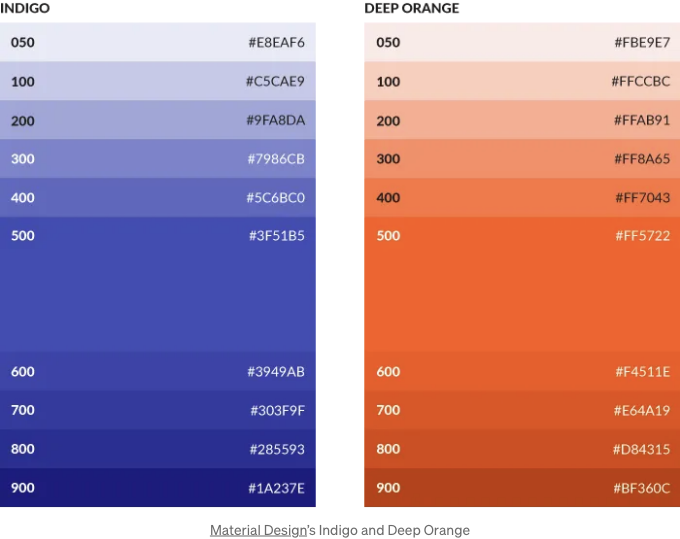 INDIGO
050 #E8EAF6
100 #C5CAE9
200 #9FA8DA
300 #7986CB
400 #5C6BC0
500 #3F51B5
600 #3949AB
700 #303F9F
800 #285593
900 #1A237E
DEEP ORANGE
050 #FBE9E7
100 #FFCCBC
200 #FFAB91
300 #FF8A65
400 #FF7043
500 #FF5722
600 #F4511E
700 #E64A19
800 #D84315
900 #BF360C
Material Design's Indigo and Deep Orange